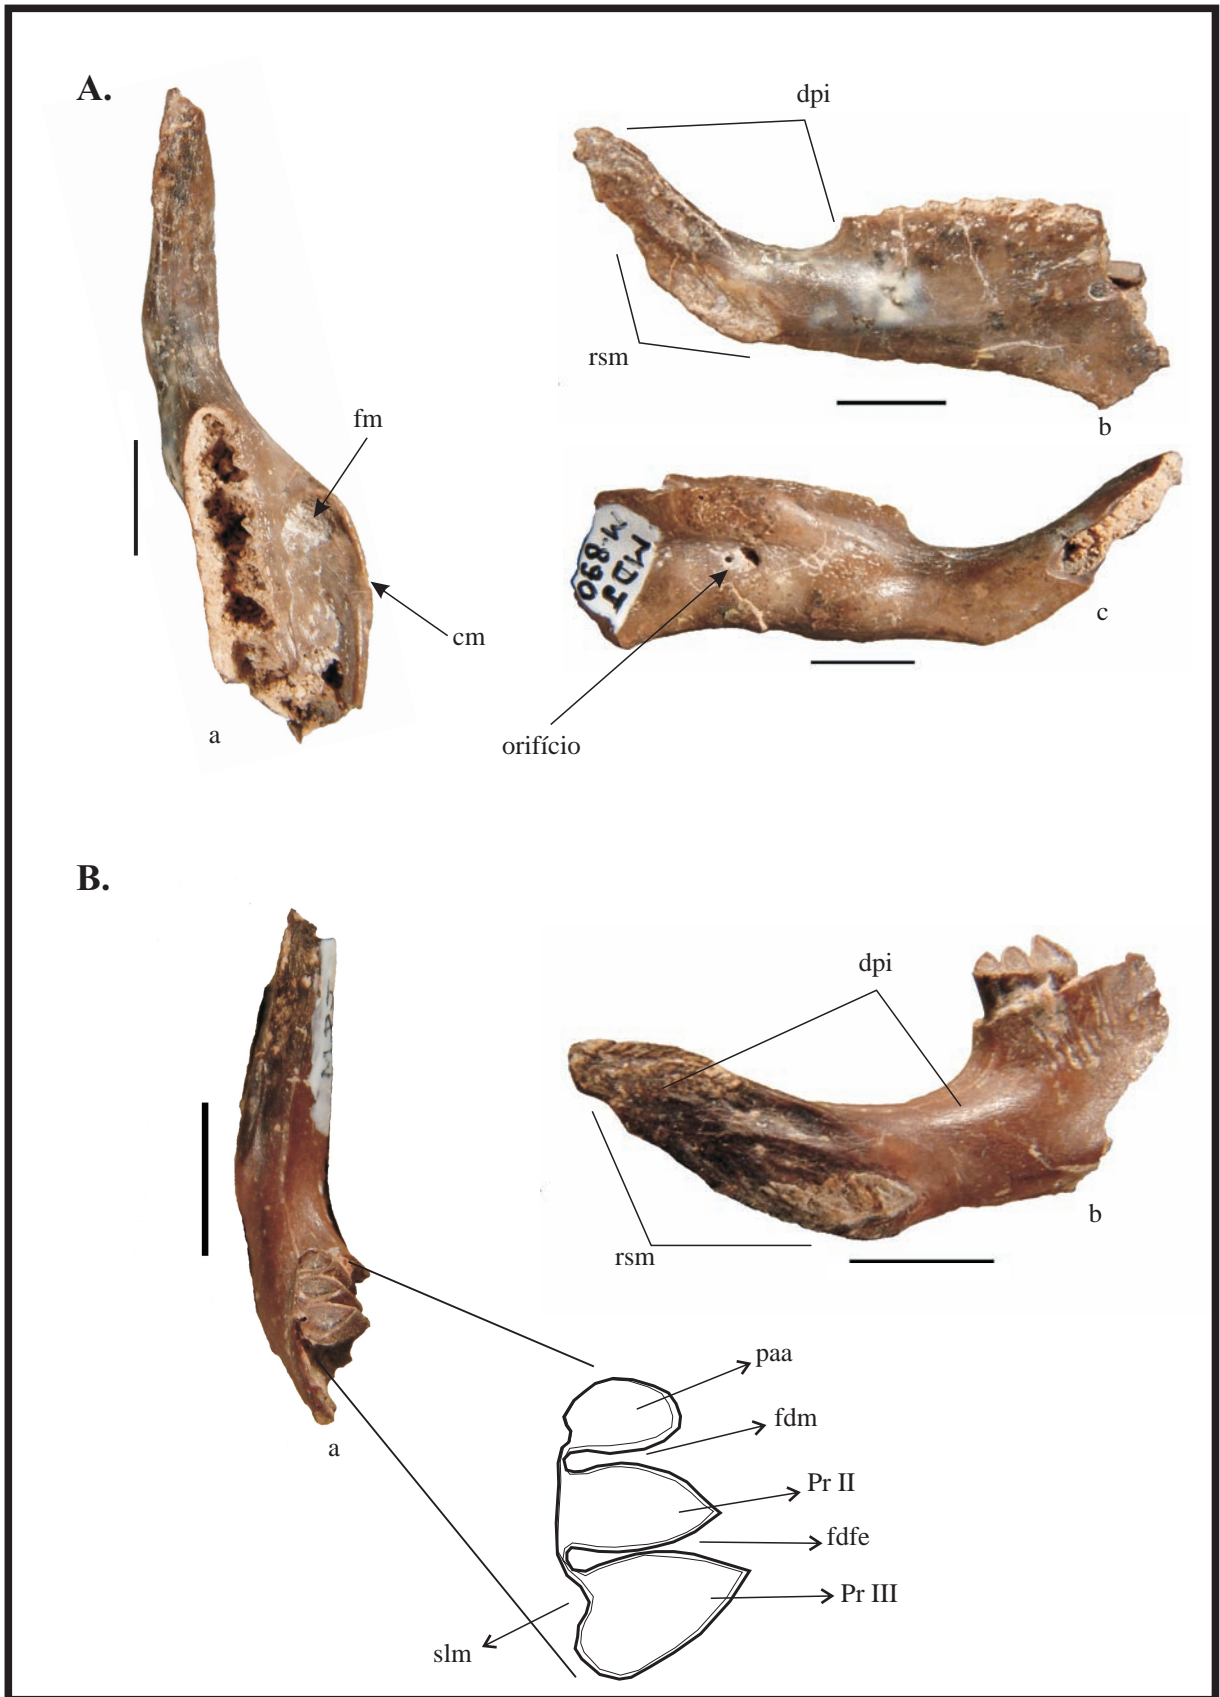 A.
dpi
rsm
b
fm
cm
a
MDJ
M-890
c
orifício
B.
dpi
rsm
b
a
paa
fdm
Pr II
fdfe
Pr III
slm